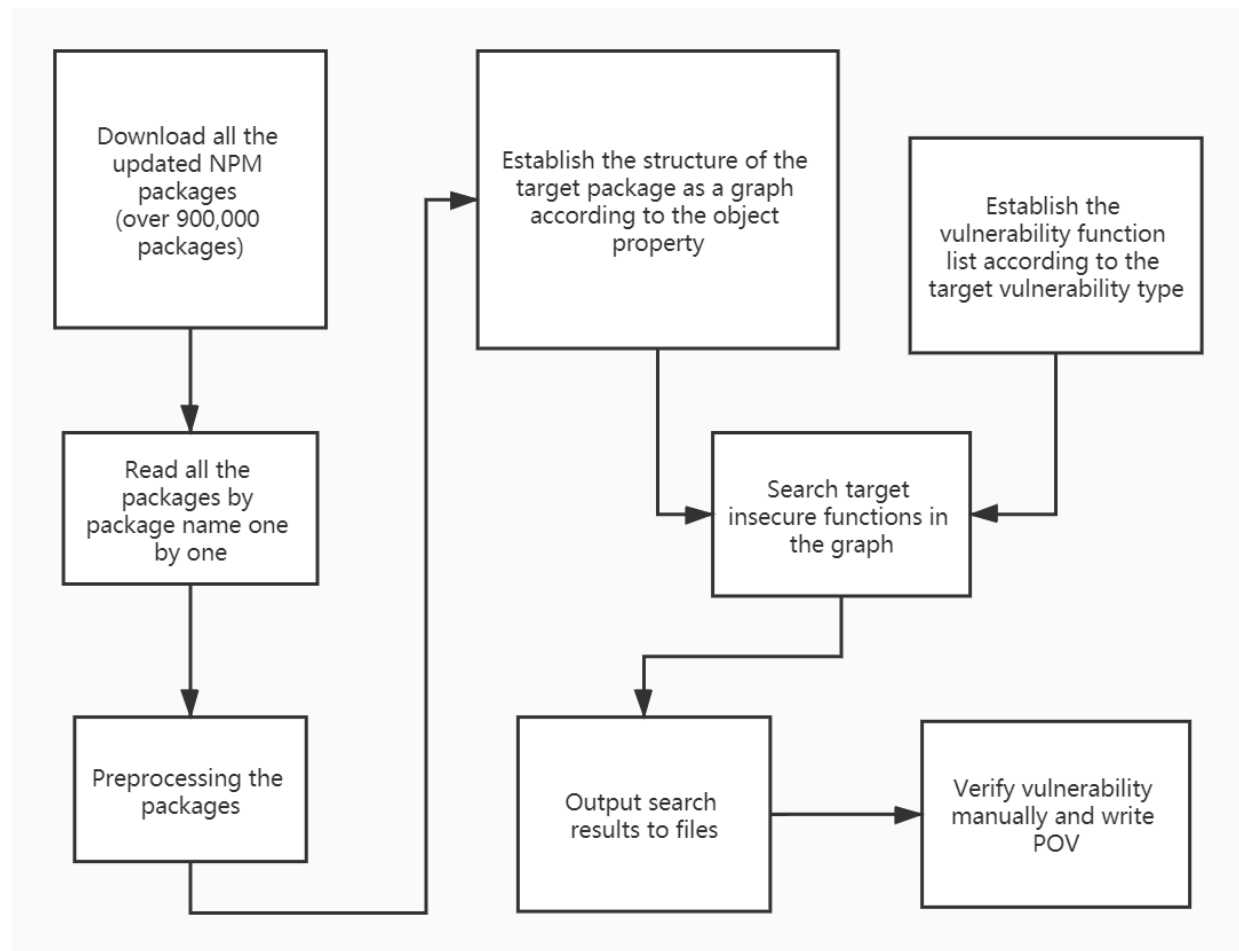 Download all the
updated NPM
packages
(over 900,000
packages)
Read all the
packages by
package name one
by one
Preprocessing the
packages
Establish the structure of the
target package as a graph
according to the object
property
Establish the
vulnerability function
list according to the
target vulnerability type
Search target
insecure functions in
the graph
Output search
results to files
Verify vulnerability
manually and write
POV